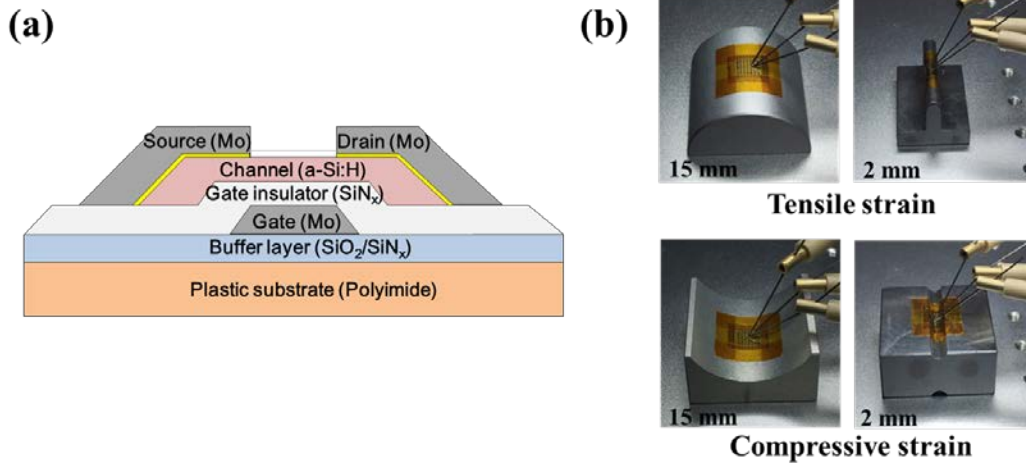 (a)
Source (Mo)
Drain (Mo)
Channel (a-Si:H)
Gate insulator (SiNₓ)
Gate (Mo)
Buffer layer (SiO₂/SiNₓ)
Plastic substrate (Polyimide)
(b)
15 mm
2 mm
Tensile strain
15 mm
2 mm
Compressive strain